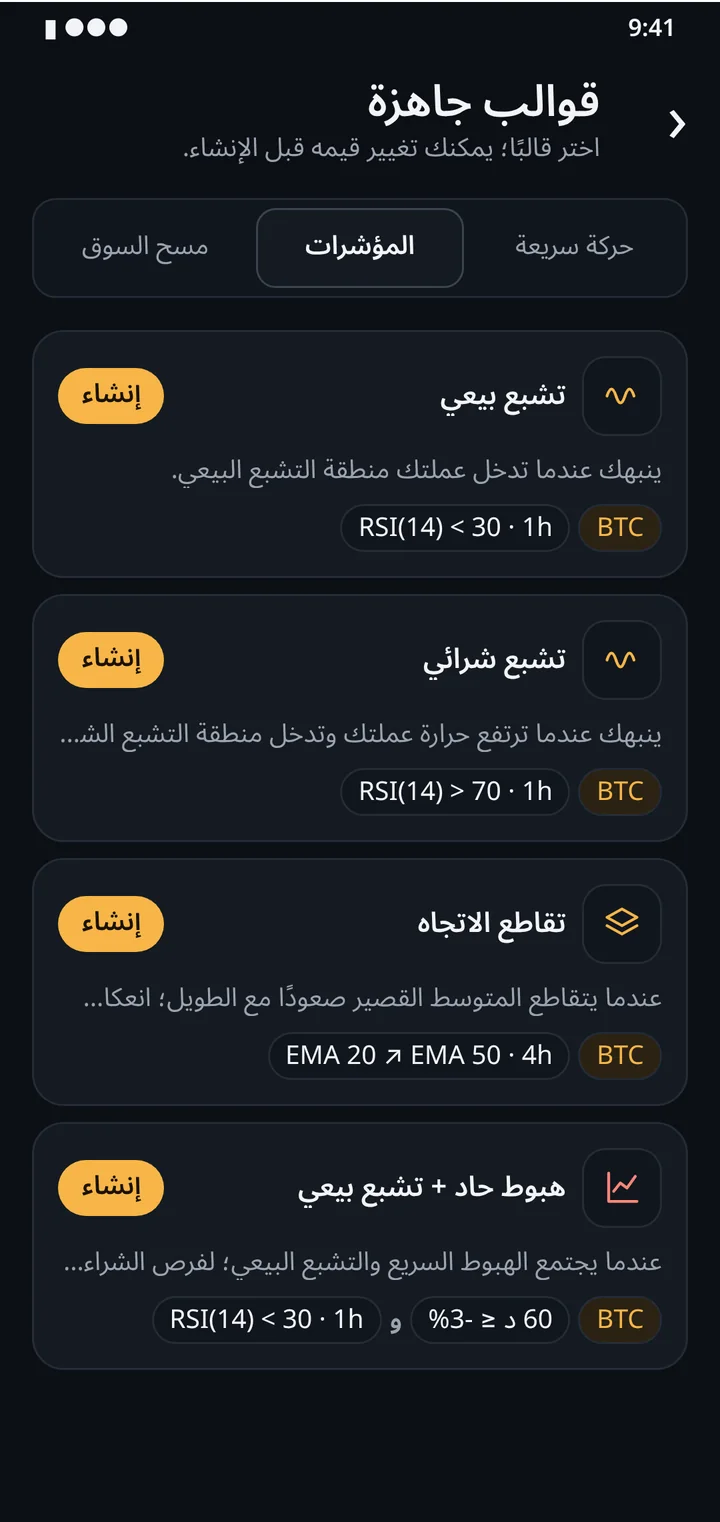 9:41
قوالب جاهزة
اختر قالبًا؛ يمكنك تغيير قيمه قبل الإنشاء.
حركة سريعة
المؤشرات
مسح السوق
تشبع بيعي
إنشاء
ينبهك عندما تدخل عملتك منطقة التشبع البيعي.
BTC RSI(14) < 30 · 1h
تشبع شرائي
إنشاء
ينبهك عندما ترتفع حرارة عملتك وتدخل منطقة التشبع الشـ...
BTC RSI(14) > 70 · 1h
تقاطع الاتجاه
إنشاء
عندما يتقاطع المتوسط القصير صعودًا مع الطويل؛ انعكا...
BTC EMA 20 ↗ EMA 50 · 4h
هبوط حاد + تشبع بيعي
إنشاء
عندما يجتمع الهبوط السريع والتشبع البيعي؛ لفرص الشراء...
BTC 60 د ≤ -3% و RSI(14) < 30 · 1h